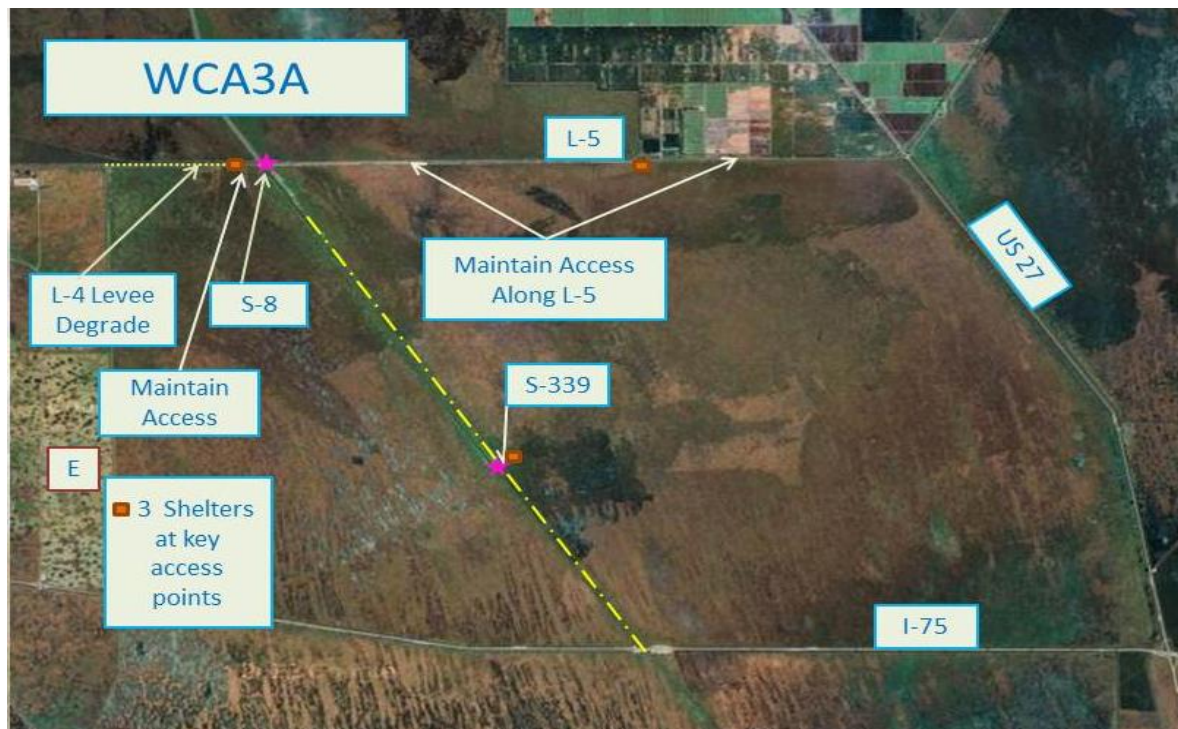 WCA3A
L-5
US 27
Maintain Access
Along L-5
L-4 Levee
Degrade
S-8
Maintain
Access
S-339
E
3 Shelters
at key
access
points
I-75